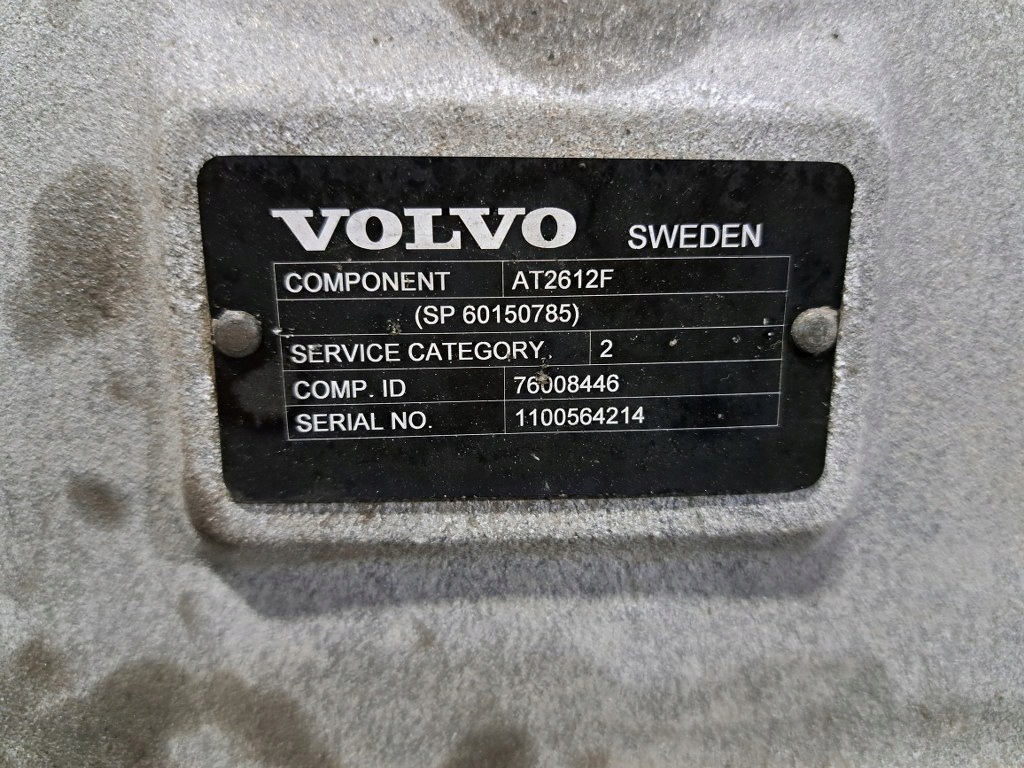 VOLVO SWEDEN
COMPONENT AT2612F
(SP 60150785)
SERVICE CATEGORY 2
COMP. ID 76008446
SERIAL NO. 1100564214